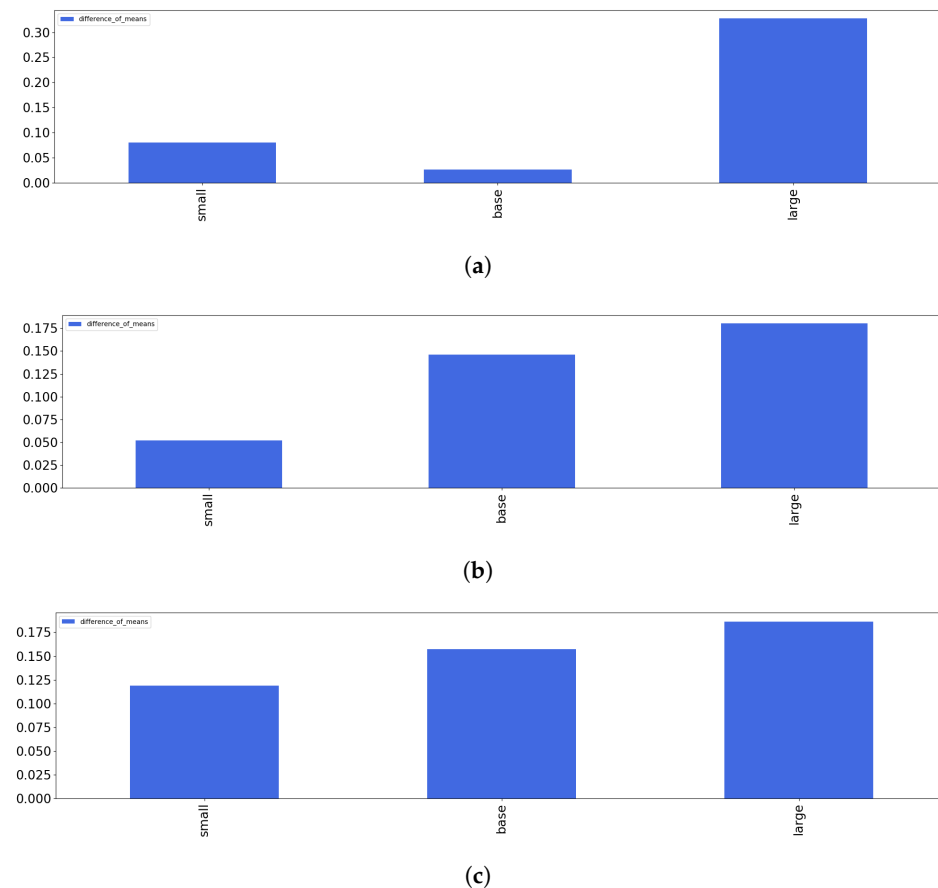 difference_of_means
0.30
0.25
0.20
0.15
0.10
0.05
0.00
small
base
large
(a)
difference_of_means
0.175
0.150
0.125
0.100
0.075
0.050
0.025
0.000
small
base
large
(b)
difference_of_means
0.175
0.150
0.125
0.100
0.075
0.050
0.025
0.000
small
base
large
(c)